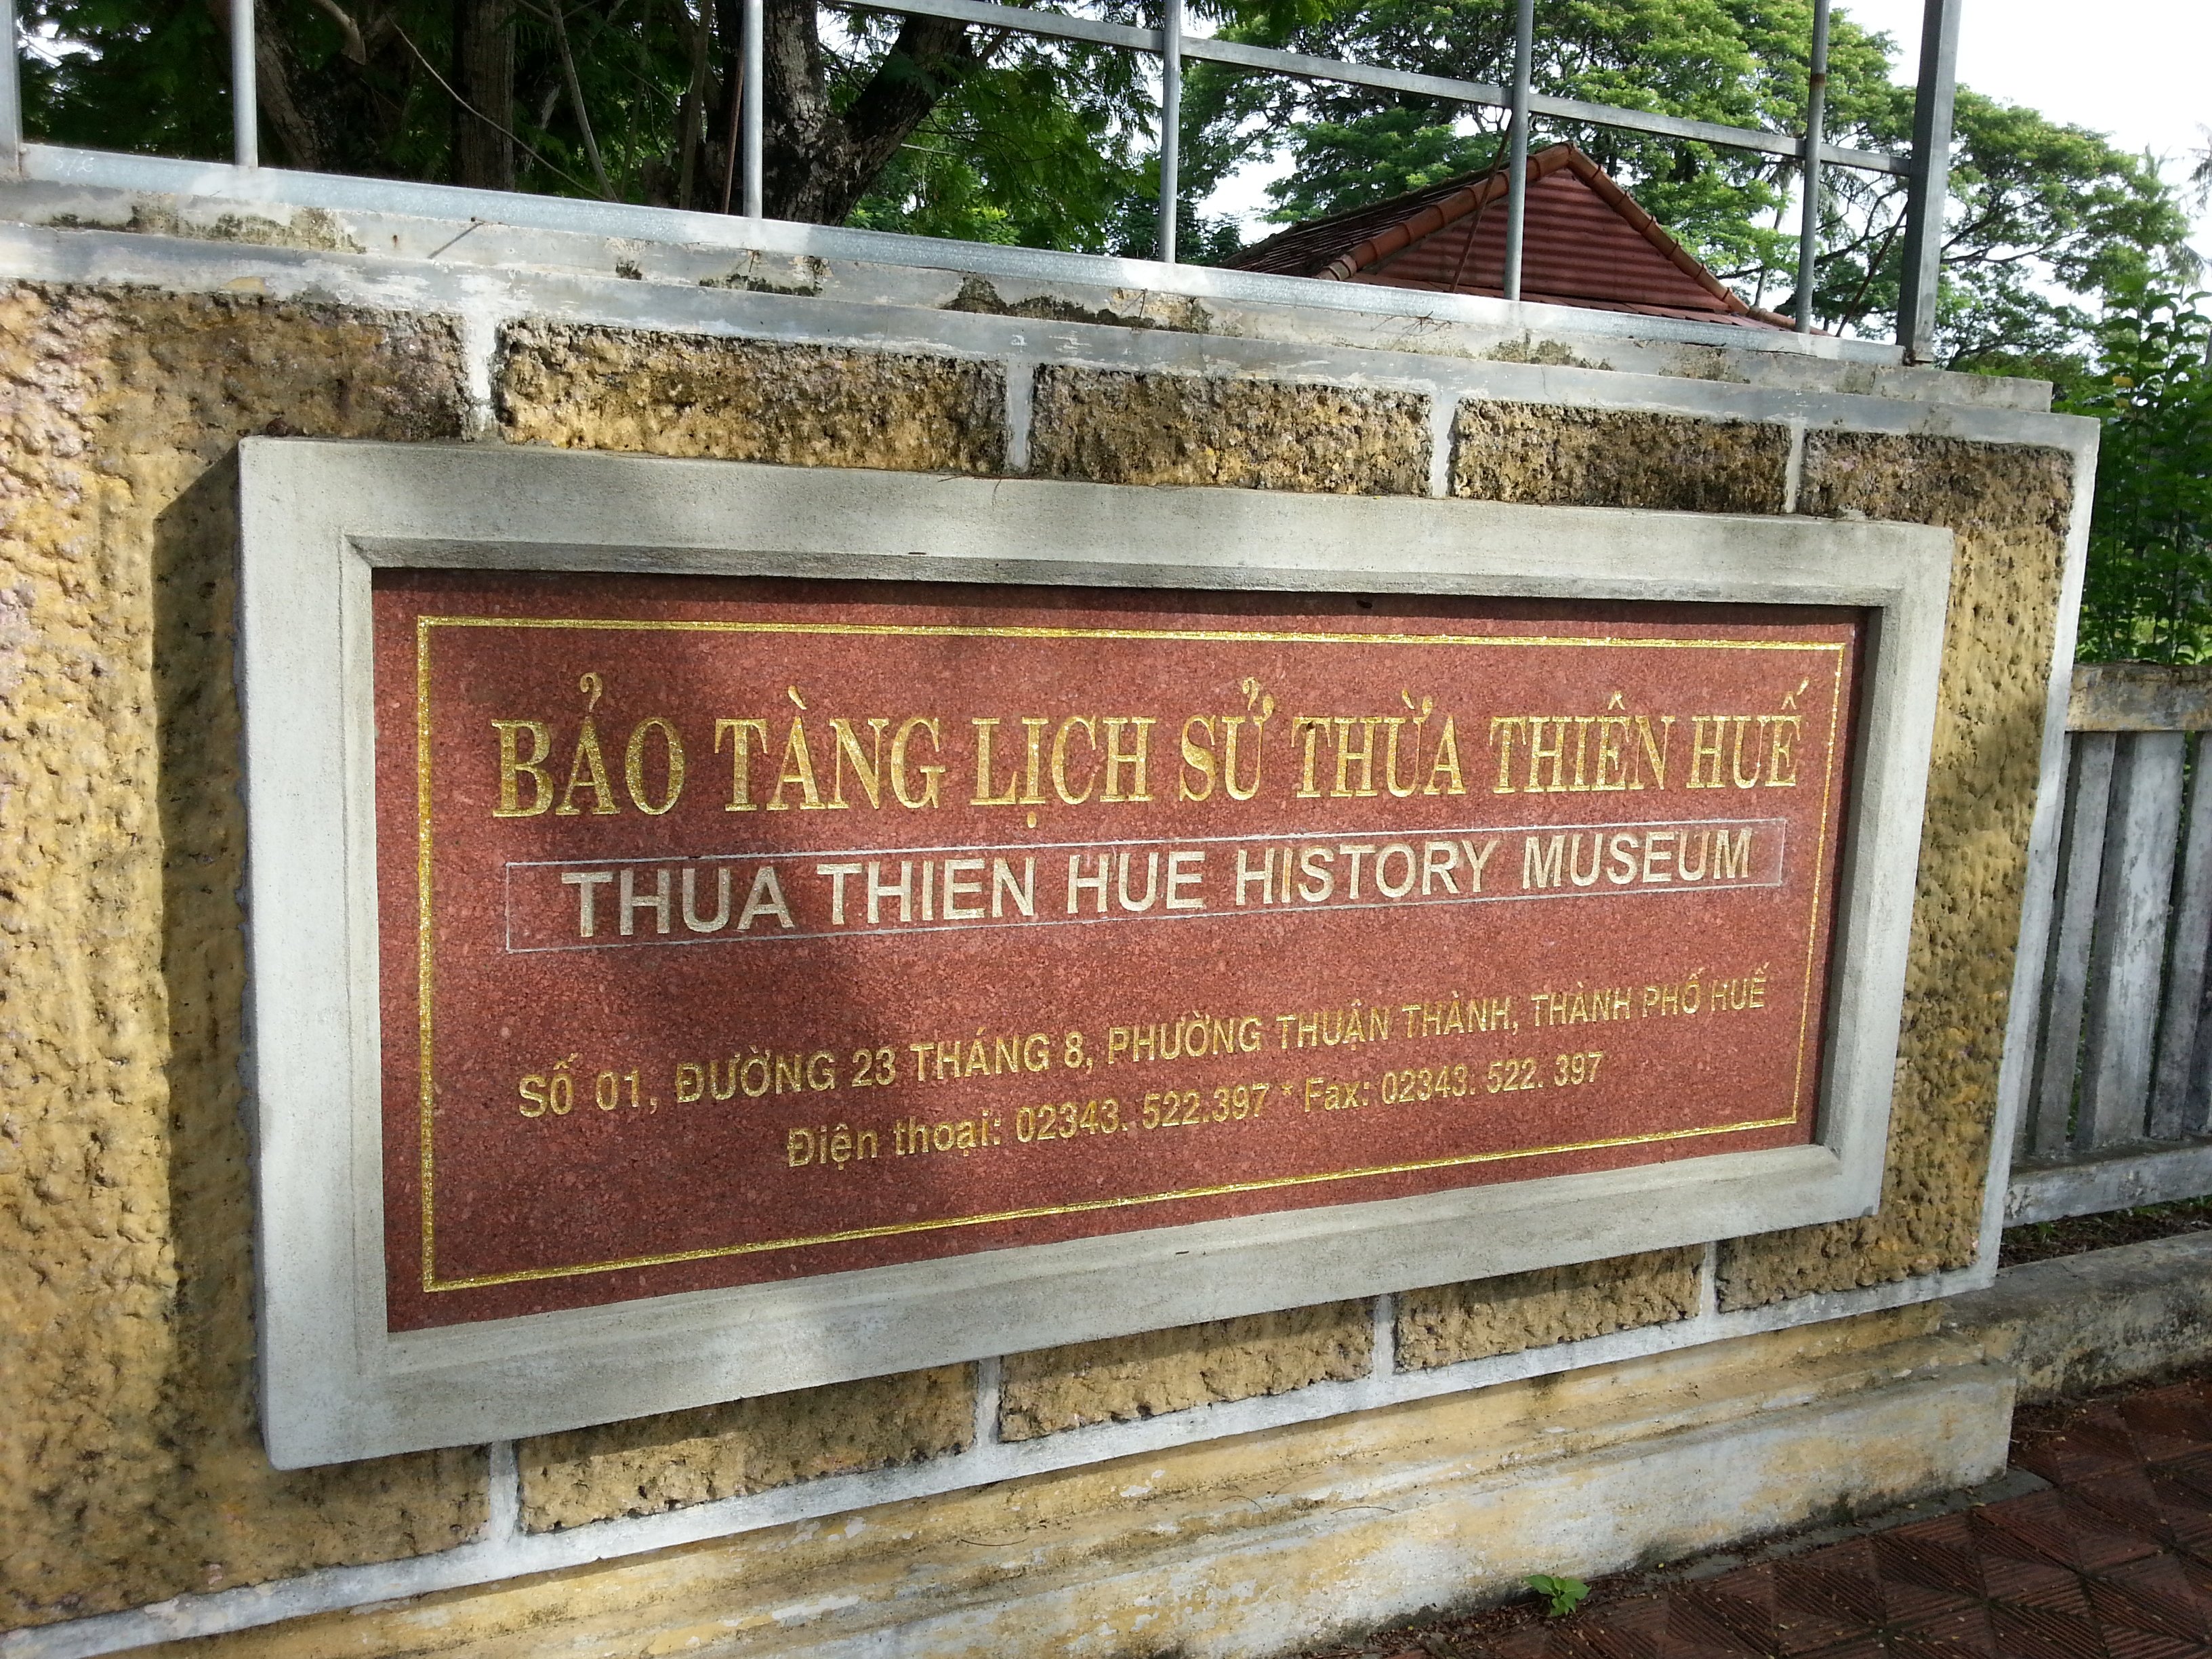 BẢO TÀNG LỊCH SỬ THỪA THIÊN HUẾ
THUA THIEN HUE HISTORY MUSEUM
SỐ 01, ĐƯỜNG 23 THÁNG 8, PHƯỜNG THUẬN THÀNH, THÀNH PHỐ HUẾ
Điện thoại: 02343. 522.397 * Fax: 02343. 522. 397